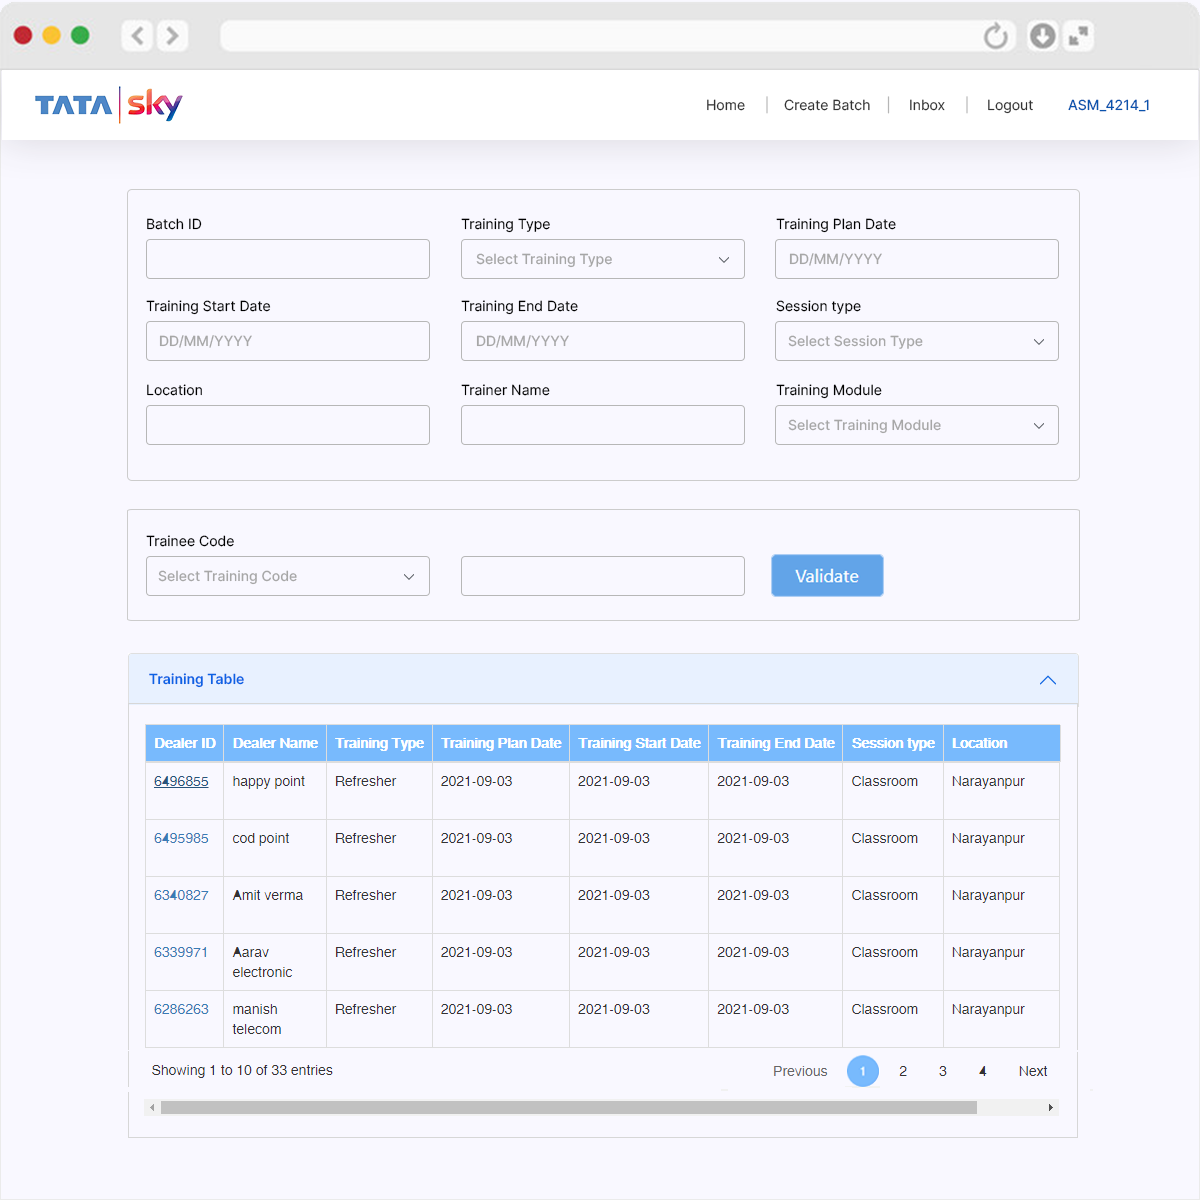 TATA sky
Home Create Batch Inbox Logout ASM_4214_1
Batch ID Training Type Training Plan Date
Select Training Type DD/MM/YYYY
Training Start Date Training End Date Session type
DD/MM/YYYY DD/MM/YYYY Select Session Type
Location Trainer Name Training Module
Select Training Module
Trainee Code
Select Training Code Validate
Training Table
Dealer ID Dealer Name Training Type Training Plan Date Training Start Date Training End Date Session type Location
6496855 happy point Refresher 2021-09-03 2021-09-03 2021-09-03 Classroom Narayanpur
6495985 cod point Refresher 2021-09-03 2021-09-03 2021-09-03 Classroom Narayanpur
6340827 Amit verma Refresher 2021-09-03 2021-09-03 2021-09-03 Classroom Narayanpur
6339971 Aarav Refresher 2021-09-03 2021-09-03 2021-09-03 Classroom Narayanpur
electronic
6286263 manish Refresher 2021-09-03 2021-09-03 2021-09-03 Classroom Narayanpur
telecom
Showing 1 to 10 of 33 entries Previous 1 2 3 4 Next